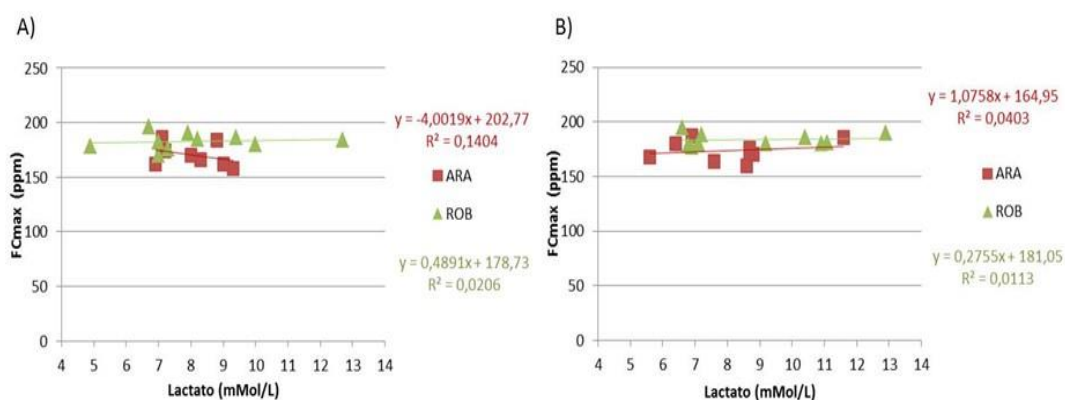 A)
250
200
150
100
50
0
FCmax (ppm)
4 5 6 7 8 9 10 11 12 13 14
Lactato (mMol/L)
y = -4,0019x + 202,77
R² = 0,1404
ARA
ROB
y = 0,4891x + 178,73
R² = 0,0206
B)
250
200
150
100
50
0
FCmax (ppm)
4 5 6 7 8 9 10 11 12 13 14
Lactato (mMol/L)
y = 1,0758x + 164,95
R² = 0,0403
ARA
ROB
y = 0,2755x + 181,05
R² = 0,0113